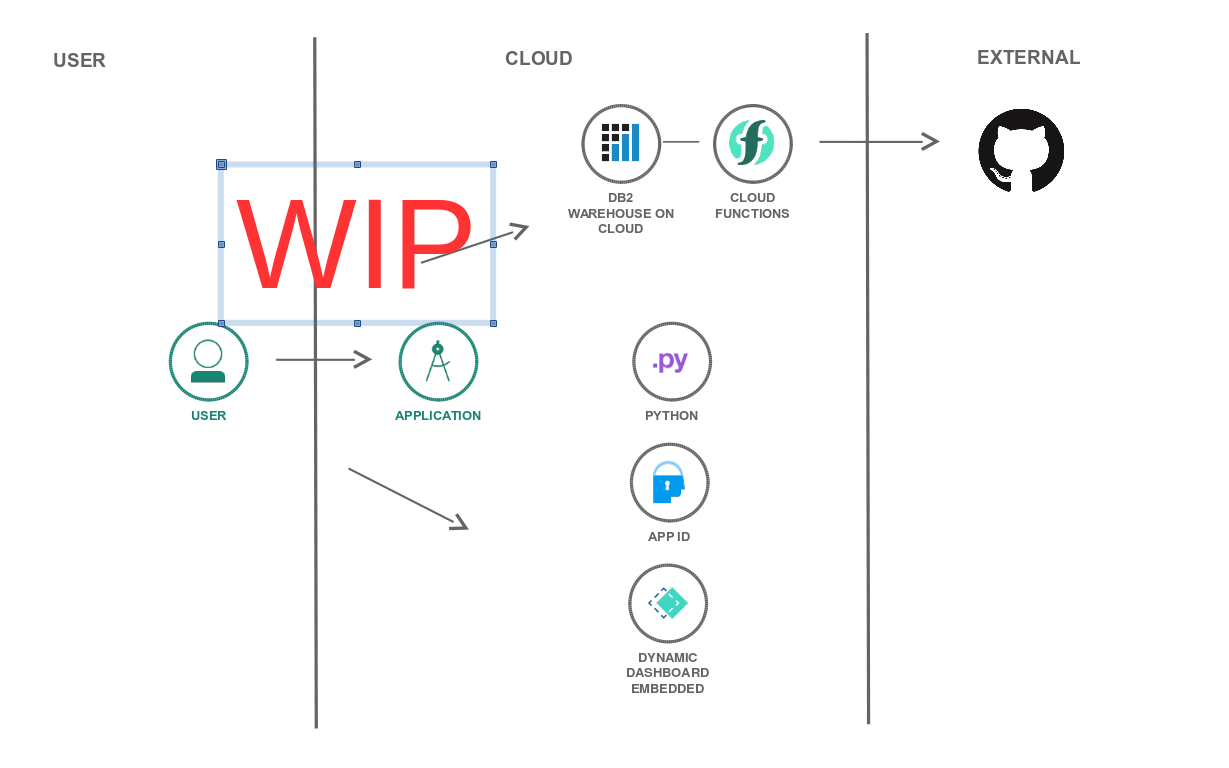 USER
CLOUD
EXTERNAL
DB2
WAREHOUSE ON
CLOUD
CLOUD
FUNCTIONS
WIP
USER
APPLICATION
.py
PYTHON
APP ID
DYNAMIC
DASHBOARD
EMBEDDED